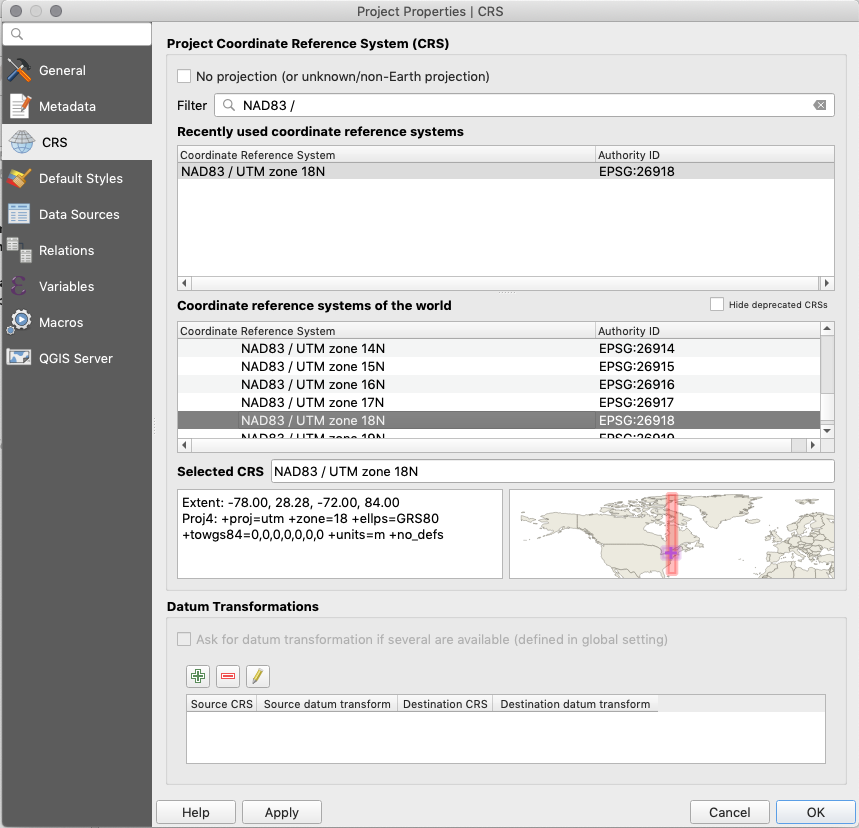 Project Properties | CRS
General
Metadata
CRS
Default Styles
Data Sources
Relations
Variables
Macros
QGIS Server
Project Coordinate Reference System (CRS)
No projection (or unknown/non-Earth projection)
Filter NAD83 /
Recently used coordinate reference systems
Coordinate Reference System Authority ID
NAD83 / UTM zone 18N EPSG:26918
Coordinate reference systems of the world Hide deprecated CRSs
Coordinate Reference System Authority ID
NAD83 / UTM zone 14N EPSG:26914
NAD83 / UTM zone 15N EPSG:26915
NAD83 / UTM zone 16N EPSG:26916
NAD83 / UTM zone 17N EPSG:26917
NAD83 / UTM zone 18N EPSG:26918
NAD83 / UTM zone 19N EPSG:26919
Selected CRS NAD83 / UTM zone 18N
Extent: -78.00, 28.28, -72.00, 84.00
Proj4: +proj=utm +zone=18 +ellps=GRS80
+towgs84=0,0,0,0,0,0,0 +units=m +no_defs
Datum Transformations
Ask for datum transformation if several are available (defined in global setting)
Source CRS Source datum transform Destination CRS Destination datum transform
Help Apply Cancel OK